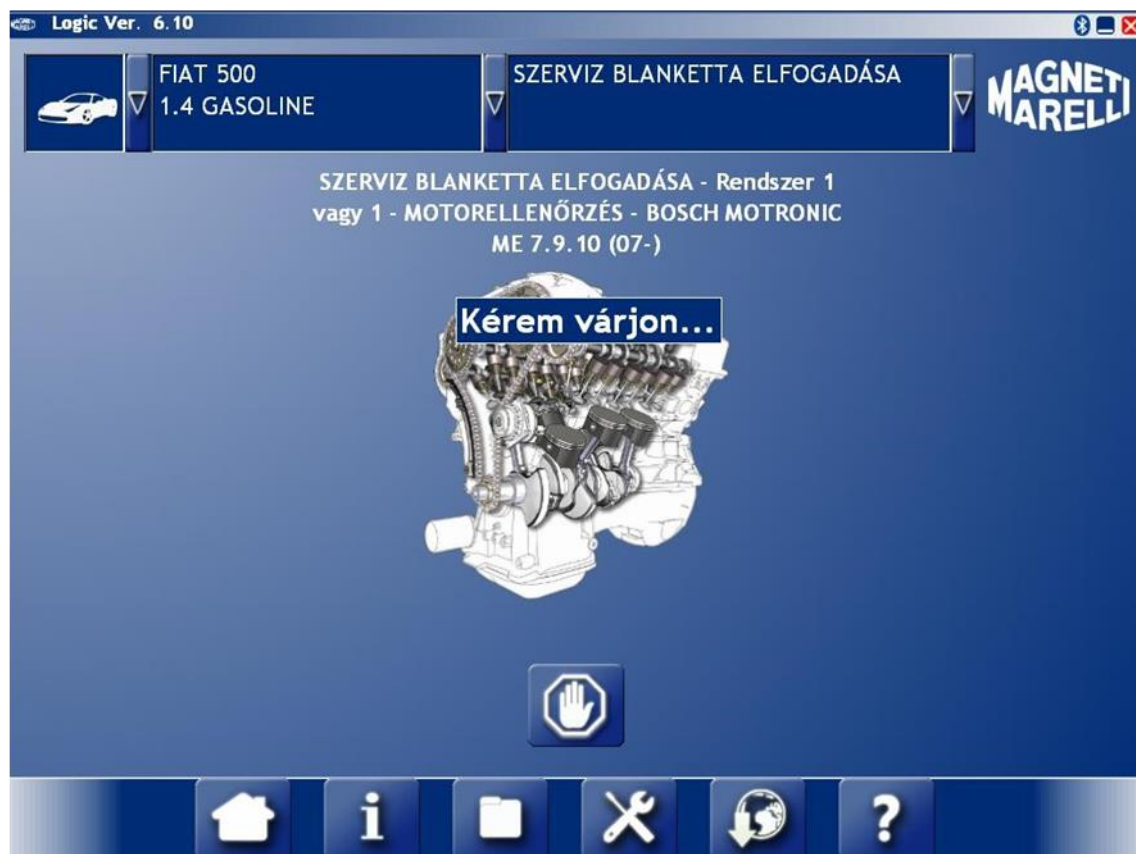 Logic Ver. 6.10
FIAT 500
1.4 GASOLINE
SZERVIZ BLANKETTA ELFOGADÁSA
MAGNETI
MARELLI
SZERVIZ BLANKETTA ELFOGADÁSA - Rendszer 1
vagy 1 - MOTORELLENŐRZÉS - BOSCH MOTRONIC
ME 7.9.10 (07-)
Kérem várjon...
i
?